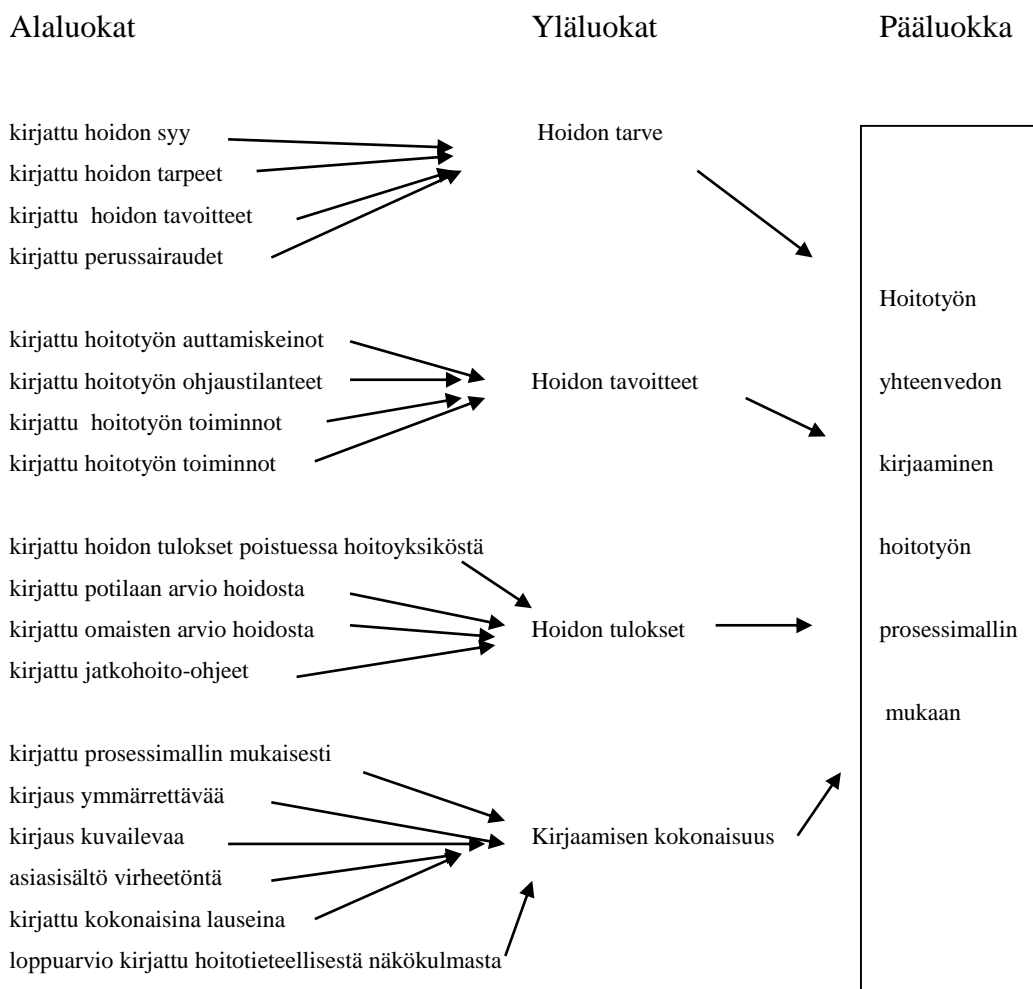 Alaluokat Yläluokat Pääluokka
kirjattu hoidon syy Hoidon tarve
kirjattu hoidon tarpeet
kirjattu  hoidon tavoitteet
kirjattu perussairaudet
Hoitotyön
kirjattu hoitotyön auttamiskeinot
kirjattu hoitotyön ohjaustilanteet Hoidon tavoitteet yhteenvedon
kirjattu  hoitotyön toiminnot
kirjattu hoitotyön toiminnot kirjaaminen
kirjattu hoidon tulokset poistuessa hoitoyksiköstä hoitotyön
kirjattu potilaan arvio hoidosta
kirjattu omaisten arvio hoidosta Hoidon tulokset prosessimallin
kirjattu jatkohoito-ohjeet
mukaan
kirjattu prosessimallin mukaisesti
kirjaus ymmärrettävää
kirjaus kuvailevaa Kirjaamisen kokonaisuus
asiasisältö virheetöntä
kirjattu kokonaisina lauseina
loppuarvio kirjattu hoitotieteellisestä näkökulmasta